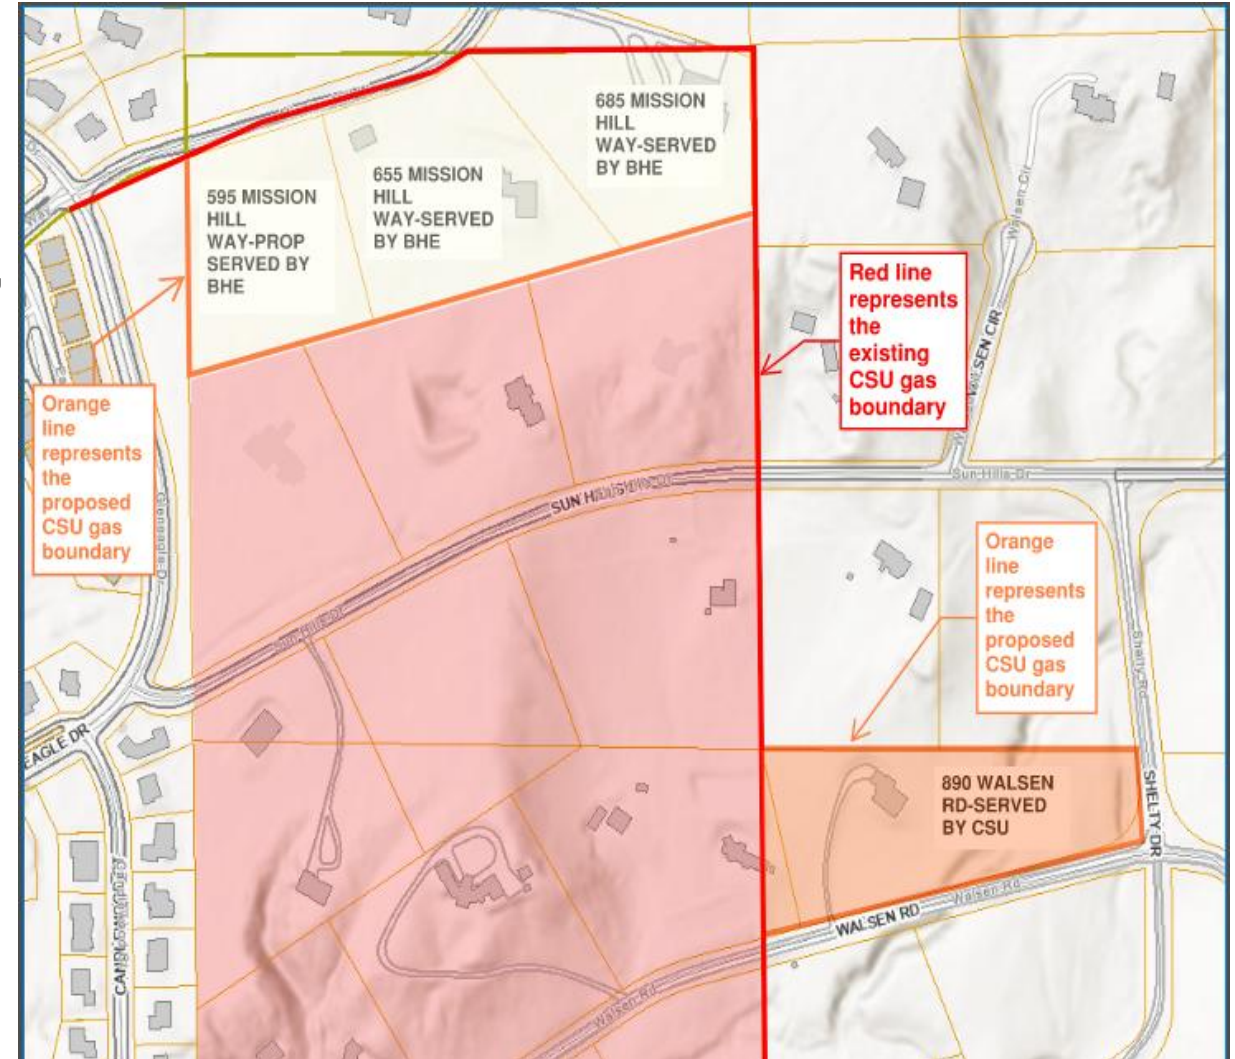 685 MISSION
HILL
WAY-SERVED
BY BHE
655 MISSION
HILL
WAY-SERVED
BY BHE
595 MISSION
HILL
WAY-PROP
SERVED BY
BHE
Way
Dr
Walsen Cir
Red line
represents
the
existing
CSU gas
boundary
WALSEN CIR
Orange
line
represents
the
proposed
CSU gas
boundary
Gleneagle Dr
Sun Hills Dr
SUN HILLS DR
Sun Hills Dr
Orange
line
represents
the
proposed
CSU gas
boundary
Shelty Rd
EAGLE DR
890 WALSEN
RD-SERVED
BY CSU
SHELTY DR
Walsen Rd
WALSEN RD
Walsen Rd